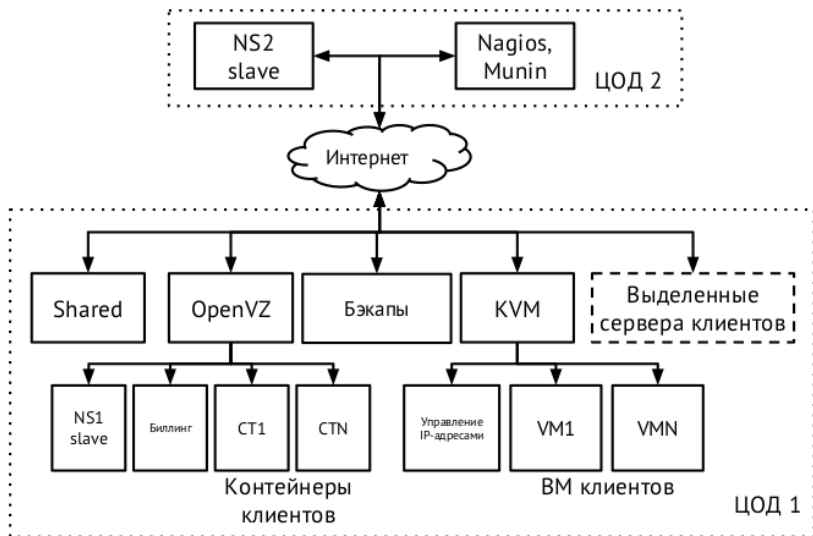 NS2
slave
Nagios,
Munin
ЦОД 2
Интернет
Shared
OpenVZ
Бэкапы
KVM
Выделенные
сервера клиентов
NS1
slave
Биллинг
CT1
CTN
Управление
IP-адресами
VM1
VMN
Контейнеры
клиентов
ВМ клиентов
ЦОД 1